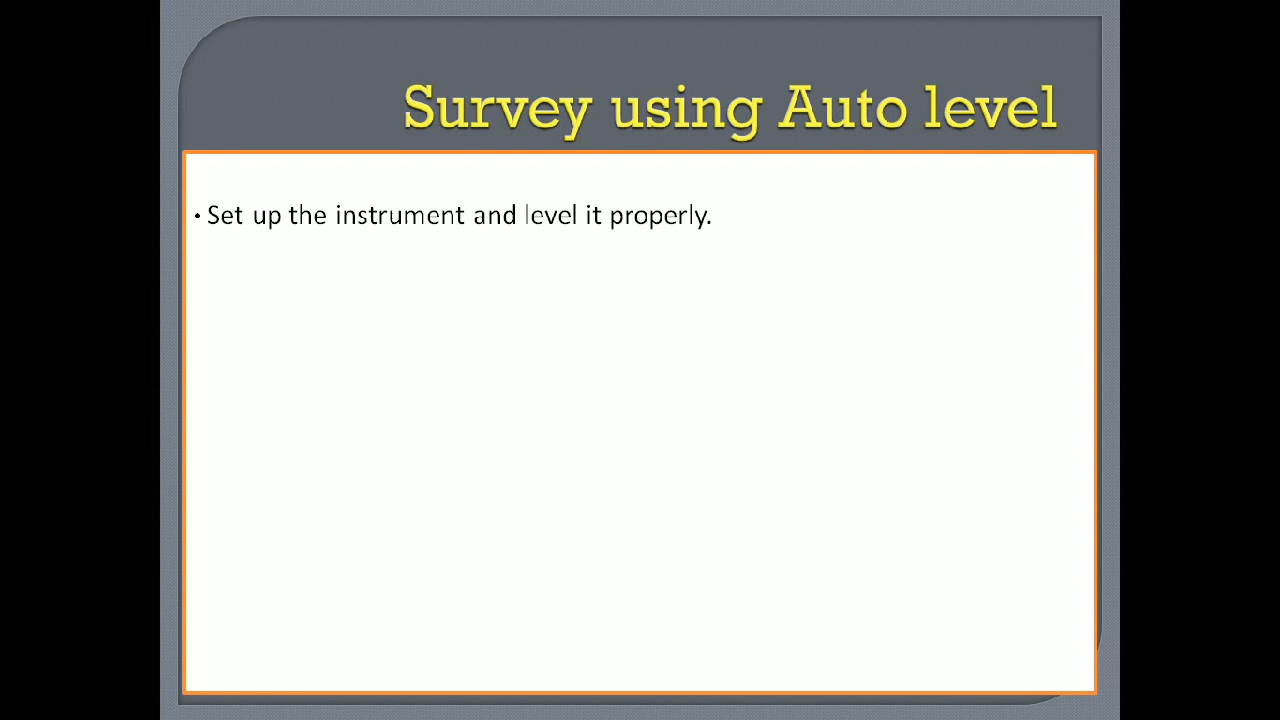 Survey using Auto level
• Set up the instrument and level it properly.